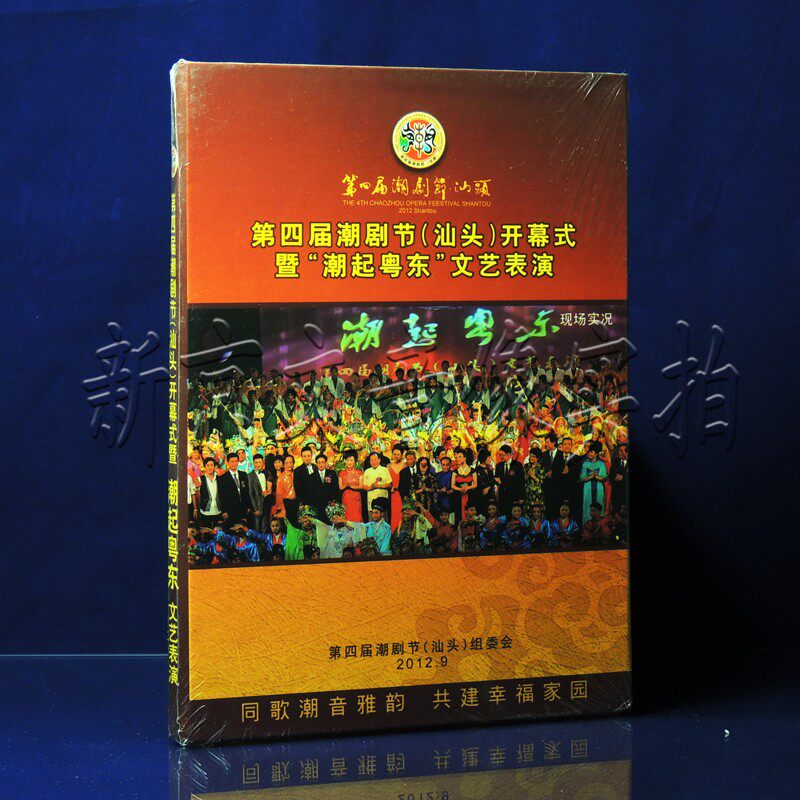 第四届潮剧节·汕頭
THE 4TH CHAOZHOU OPERA FEESTIVAL SHANTOU
2012 Shantou
第四届潮剧节(汕头)开幕式
暨“潮起粤东”文艺表演
潮起粤东
现场实况
第四届潮剧节(汕头)组委会
2012.9
同歌潮音雅韵 共建幸福家园
第四届潮剧节(汕头)开幕式暨 潮起粤东 文艺表演